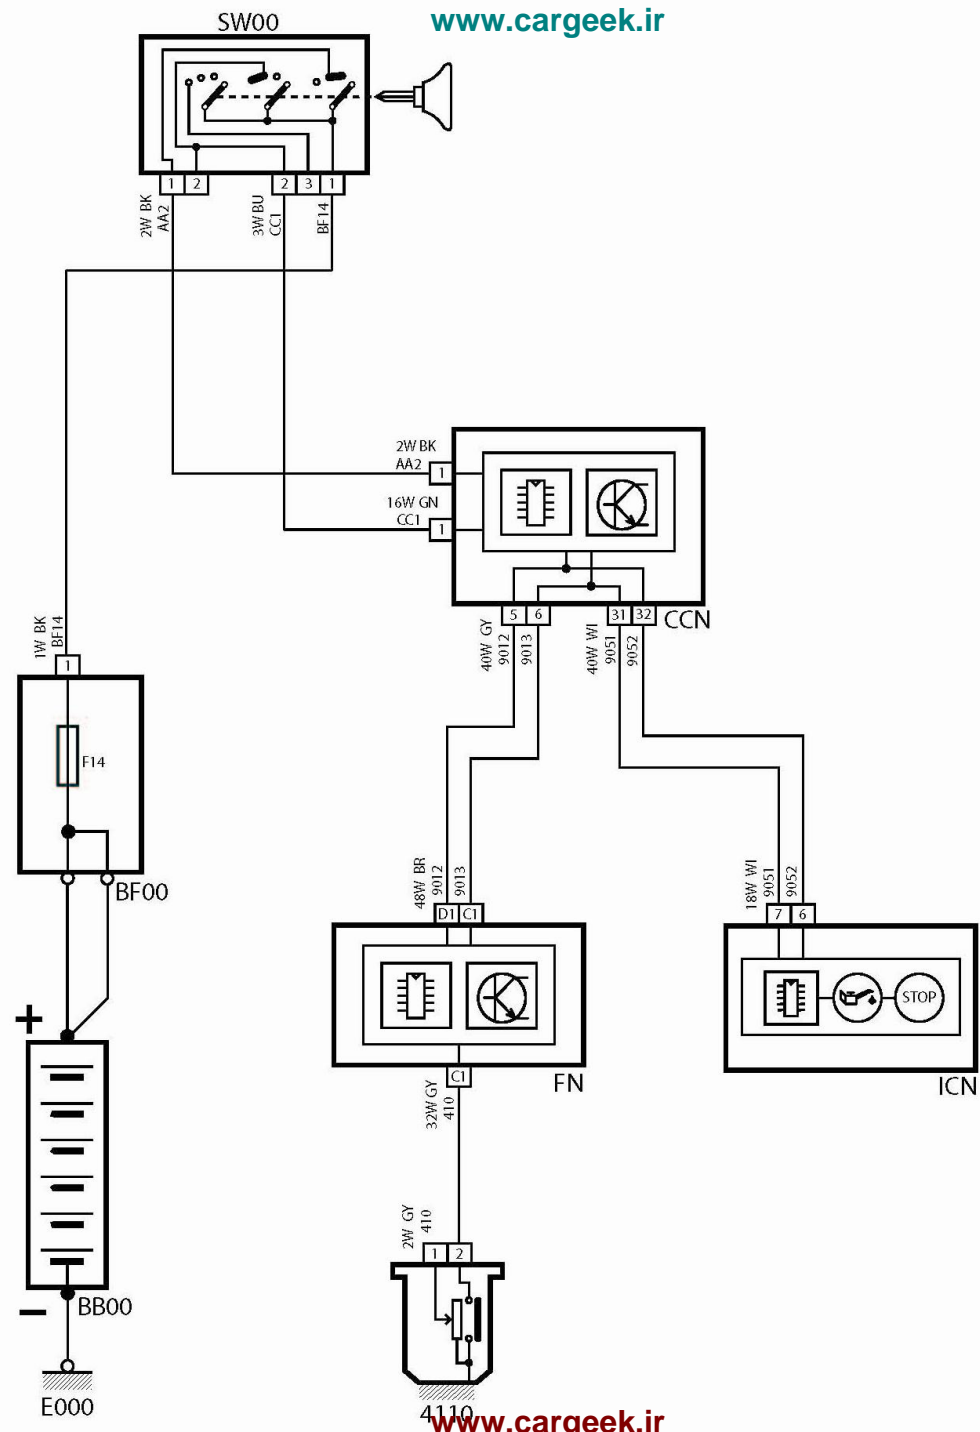 www.cargeek.ir
SW00
1 2 2 3 1
2W BK
AA2
3W BU
CC1
BF14
2W BK
AA2
1
16W GN
CC1
1
5 6 31 32
CCN
40W GY
9012
9013
40W WI
9051
9052
1W BK
BF14
1
F14
BF00
48W BR
9012
9013
D1 C1
18W WI
9051
9052
7 6
STOP
FN
ICN
C1
32W GY
410
+
2W GY
410
1 2
BB00
−
E000
4110
www.cargeek.ir